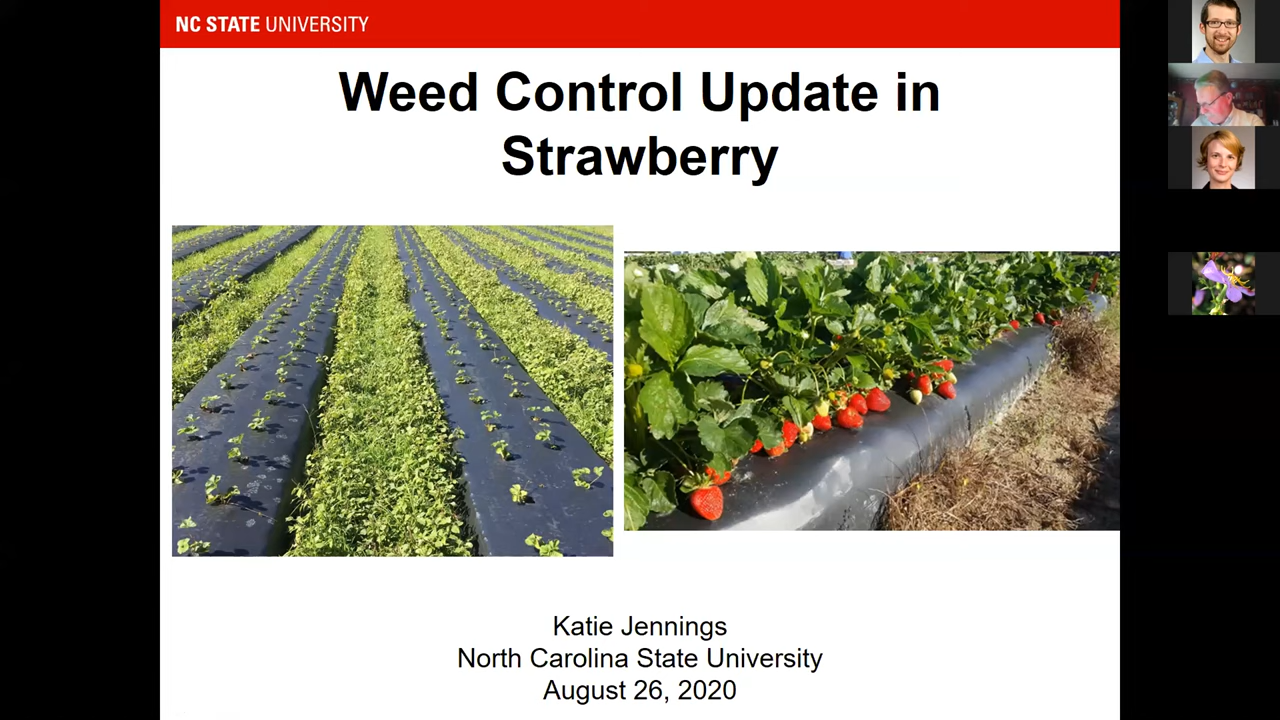 NC STATE UNIVERSITY
Weed Control Update in
Strawberry
Katie Jennings
North Carolina State University
August 26, 2020